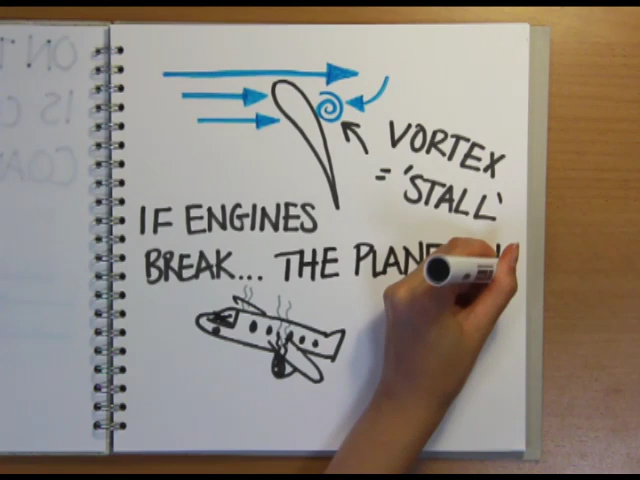 VORTEX
= 'STALL'
IF ENGINES
BREAK... THE PLANE